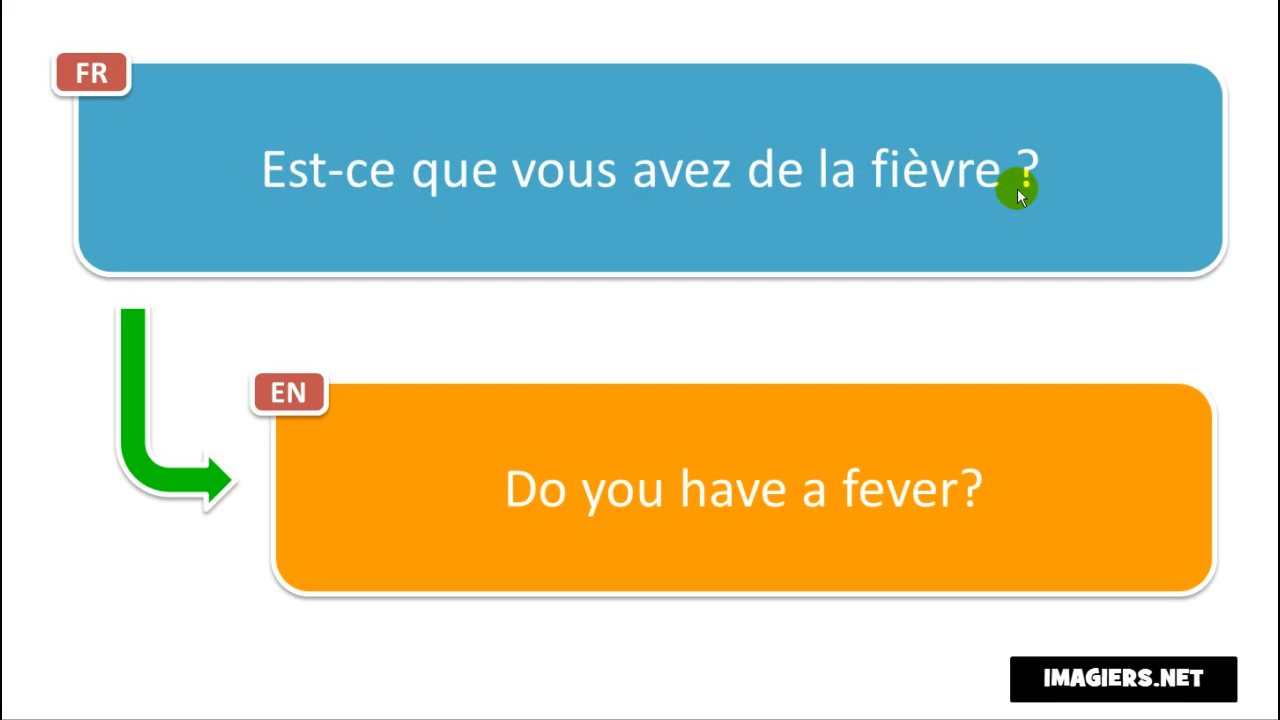 FR
Est-ce que vous avez de la fièvre ?
EN
Do you have a fever?
IMAGIERS.NET